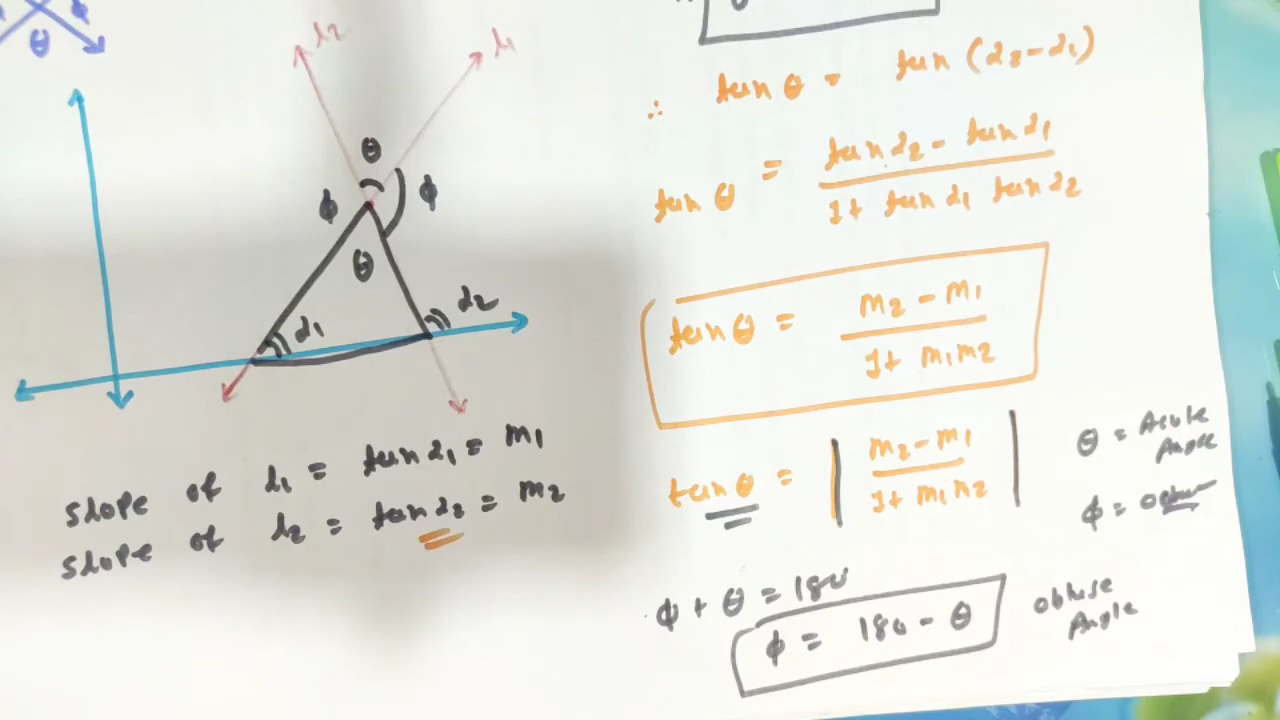 θ
l₂
l₁
θ
ϕ
ϕ
θ
α₁
α₂
slope of l₁ = tan α₁ = m₁
slope of l₂ = tan α₂ = m₂
∴ tan θ = tan (α₂ - α₁)
tan θ = (tan α₂ - tan α₁) / (1 + tan α₁ tan α₂)
tan θ = (m₂ - m₁) / (1 + m₁m₂)
tan θ = | (m₂ - m₁) / (1 + m₁m₂) |
θ = Acute Angle
ϕ =
ϕ + θ = 180
ϕ = 180 - θ
obtuse Angle